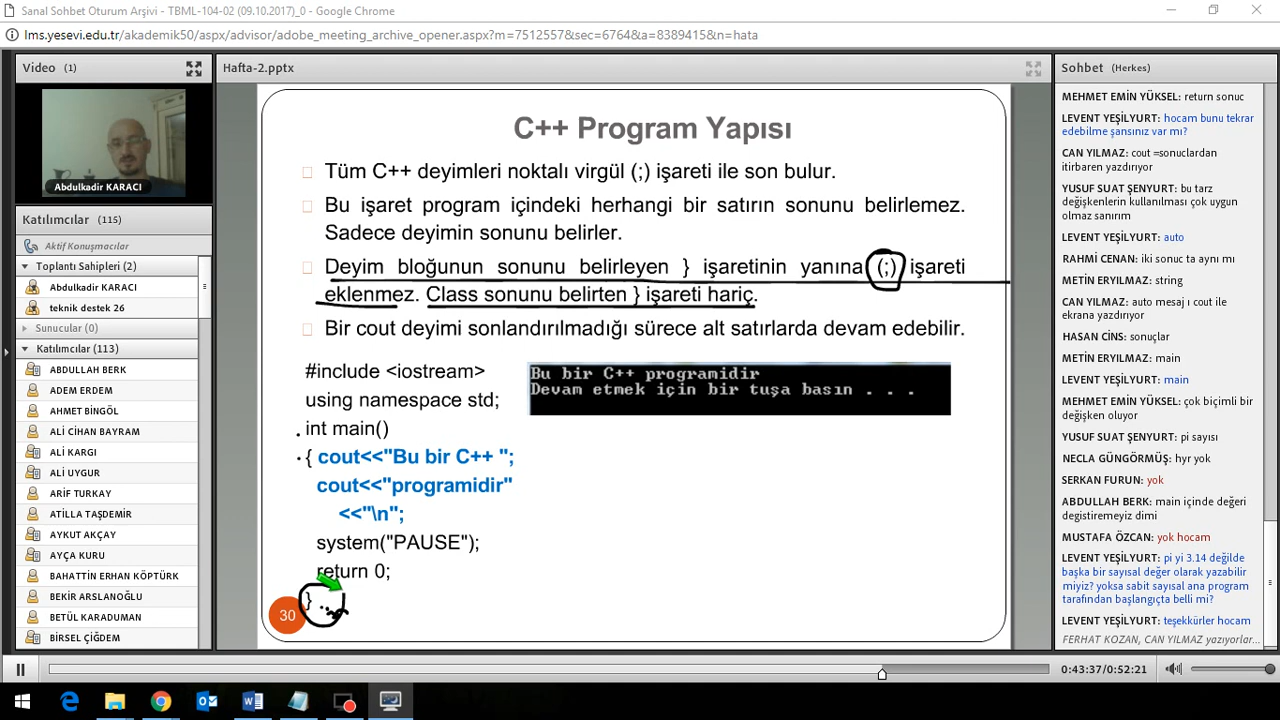 Sanal Sohbet Oturum Arşivi - TBML-104-02 (09.10.2017)_0 - Google Chrome
lms.yesevi.edu.tr/akademik50/aspx/advisor/adobe_meeting_archive_opener.aspx?m=7512557&sec=6764&a=8389415&n=hata
Video (1)
Abdulkadir KARACI
Katılımcılar (115)
Aktif Konuşmacılar
Toplantı Sahipleri (2)
Abdulkadir KARACI
teknik destek 26
Sunucular (0)
Katılımcılar (113)
ABDULLAH BERK
ADEM ERDEM
AHMET BİNGÖL
ALİ CİHAN BAYRAM
ALİ KARGI
ALİ UYGUR
ARİF TURKAY
ATİLLA TAŞDEMİR
AYKUT AKÇAY
AYÇA KURU
BAHATTİN ERHAN KÖPTÜRK
BEKİR ARSLANOĞLU
BETÜL KARADUMAN
BİRSEL ÇİĞDEM
Hafta-2.pptx
C++ Program Yapısı
Tüm C++ deyimleri noktalı virgül (;) işareti ile son bulur.
Bu işaret program içindeki herhangi bir satırın sonunu belirlemez.
Sadece deyimin sonunu belirler.
Deyim bloğunun sonunu belirleyen } işaretinin yanına (;) işareti
eklenmez. Class sonunu belirten } işareti hariç.
Bir cout deyimi sonlandırılmadığı sürece alt satırlarda devam edebilir.
#include <iostream>
using namespace std;
int main()
{ cout<<"Bu bir C++ ";
cout<<"programidir"
<<"\n";
system("PAUSE");
return 0;
}
30
Bu bir C++ programidir
Devam etmek için bir tuşa basın . . .
Sohbet (Herkes)
MEHMET EMİN YÜKSEL: return sonuc
LEVENT YEŞİLYURT: hocam bunu tekrar
edebilme şansınız var mı?
CAN YILMAZ: cout =sonuclardan
itirbaren yazdırıyor
YUSUF SUAT ŞENYURT: bu tarz
değişkenlerin kullanılması çok uygun
olmaz sanırım
LEVENT YEŞİLYURT: auto
RAHMİ CENAN: iki sonuc ta aynı mı
METİN ERYILMAZ: string
CAN YILMAZ: auto mesaj ı cout ile
ekrana yazdırıyor
HASAN CİNS: sonuçlar
METİN ERYILMAZ: main
LEVENT YEŞİLYURT: main
MEHMET EMİN YÜKSEL: çok biçimli bir
değişken oluyor
YUSUF SUAT ŞENYURT: pi sayısı
NECLA GÜNGÖRMÜŞ: hyr yok
SERKAN FURUN: yok
ABDULLAH BERK: main içinde değeri
degistiremeyiz dimi
MUSTAFA ÖZCAN: yok hocam
LEVENT YEŞİLYURT: pi yi 3.14 değilde
başka bir sayısal değer olarak yazabilir
miyiz? yoksa sabit sayısal ana program
tarafından başlangıçta belli mi?
LEVENT YEŞİLYURT: teşekkürler hocam
FERHAT KOZAN, CAN YILMAZ yazıyorlar...
0:43:37/0:52:21